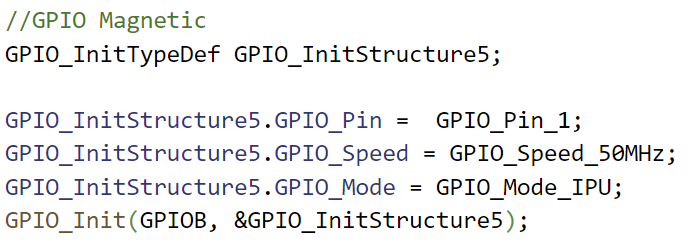 //GPIO Magnetic
GPIO_InitTypeDef GPIO_InitStructure5;
GPIO_InitStructure5.GPIO_Pin =  GPIO_Pin_1;
GPIO_InitStructure5.GPIO_Speed = GPIO_Speed_50MHz;
GPIO_InitStructure5.GPIO_Mode = GPIO_Mode_IPU;
GPIO_Init(GPIOB, &GPIO_InitStructure5);